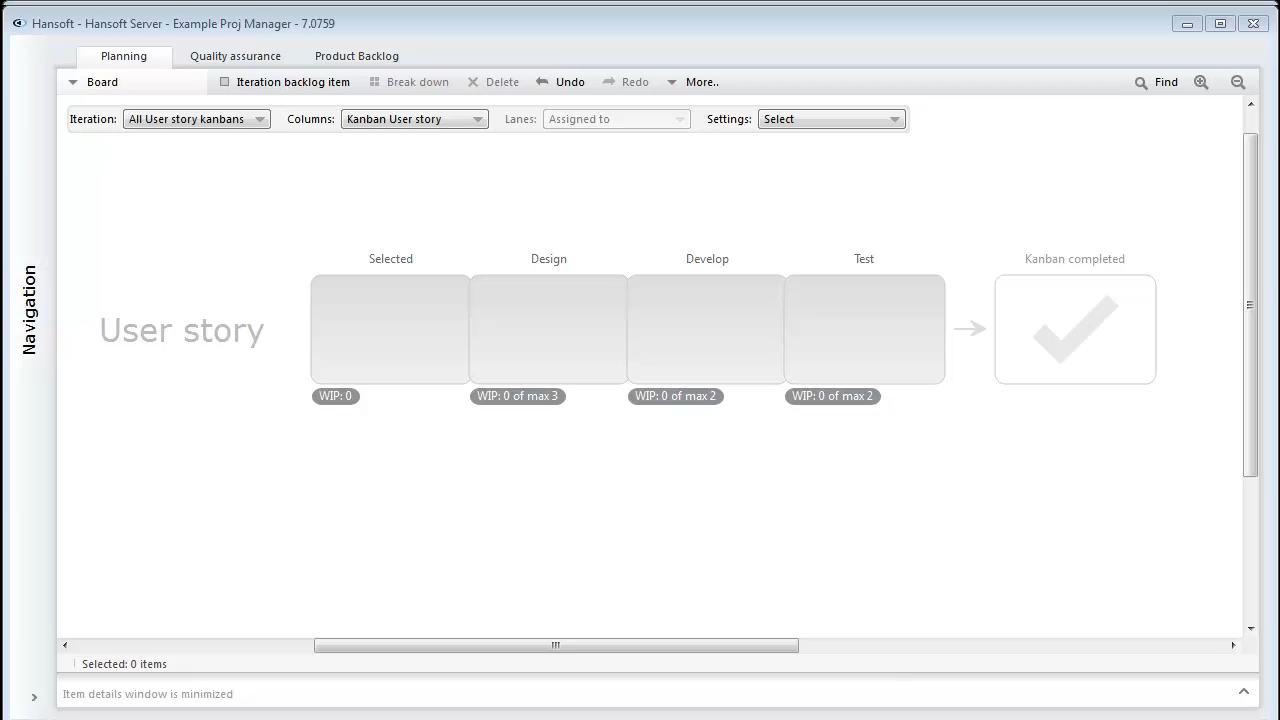 Hansoft - Hansoft Server - Example Proj Manager - 7.0759
Planning Quality assurance Product Backlog
Board Iteration backlog item Break down Delete Undo Redo More.. Find
Iteration: All User story kanbans Columns: Kanban User story Lanes: Assigned to Settings: Select
Navigation
Selected Design Develop Test Kanban completed
User story
WIP: 0 WIP: 0 of max 3 WIP: 0 of max 2 WIP: 0 of max 2
Selected: 0 items
Item details window is minimized